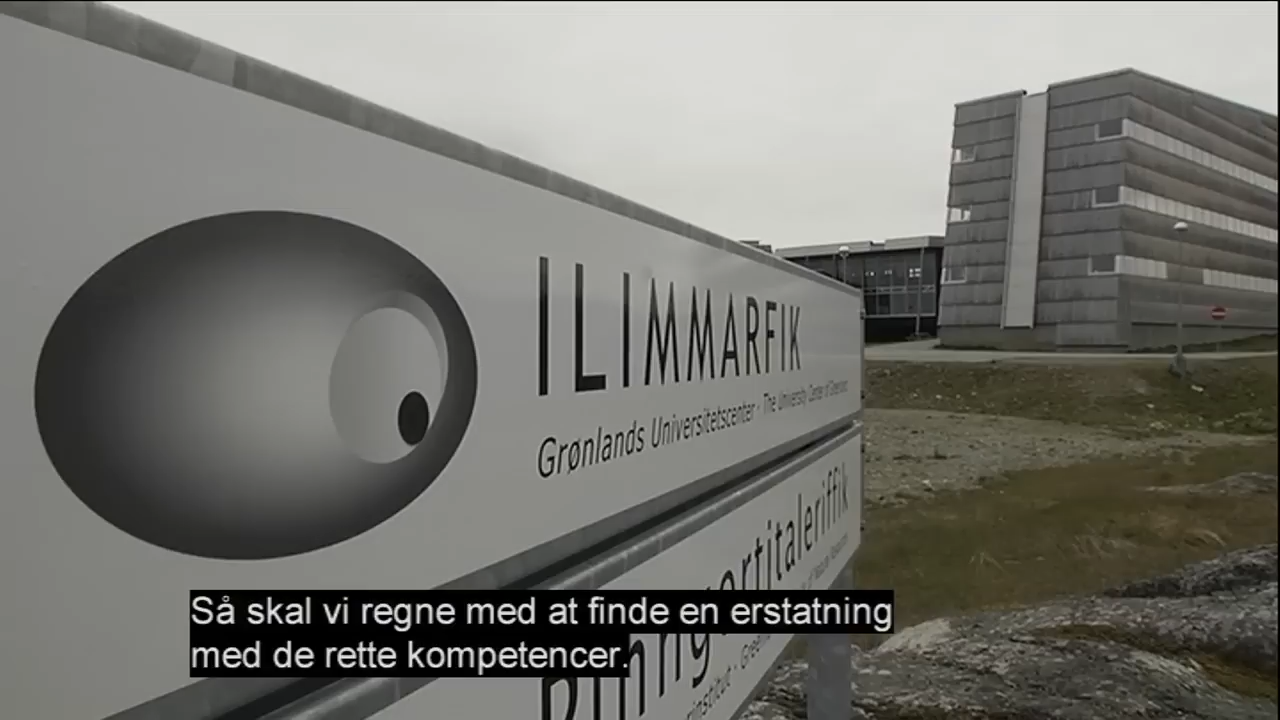 ILIMMARFIK
Grønlands Universitetscenter · The University Center of Greenland
Pinngortitaleriffik
Så skal vi regne med at finde en erstatning
med de rette kompetencer.